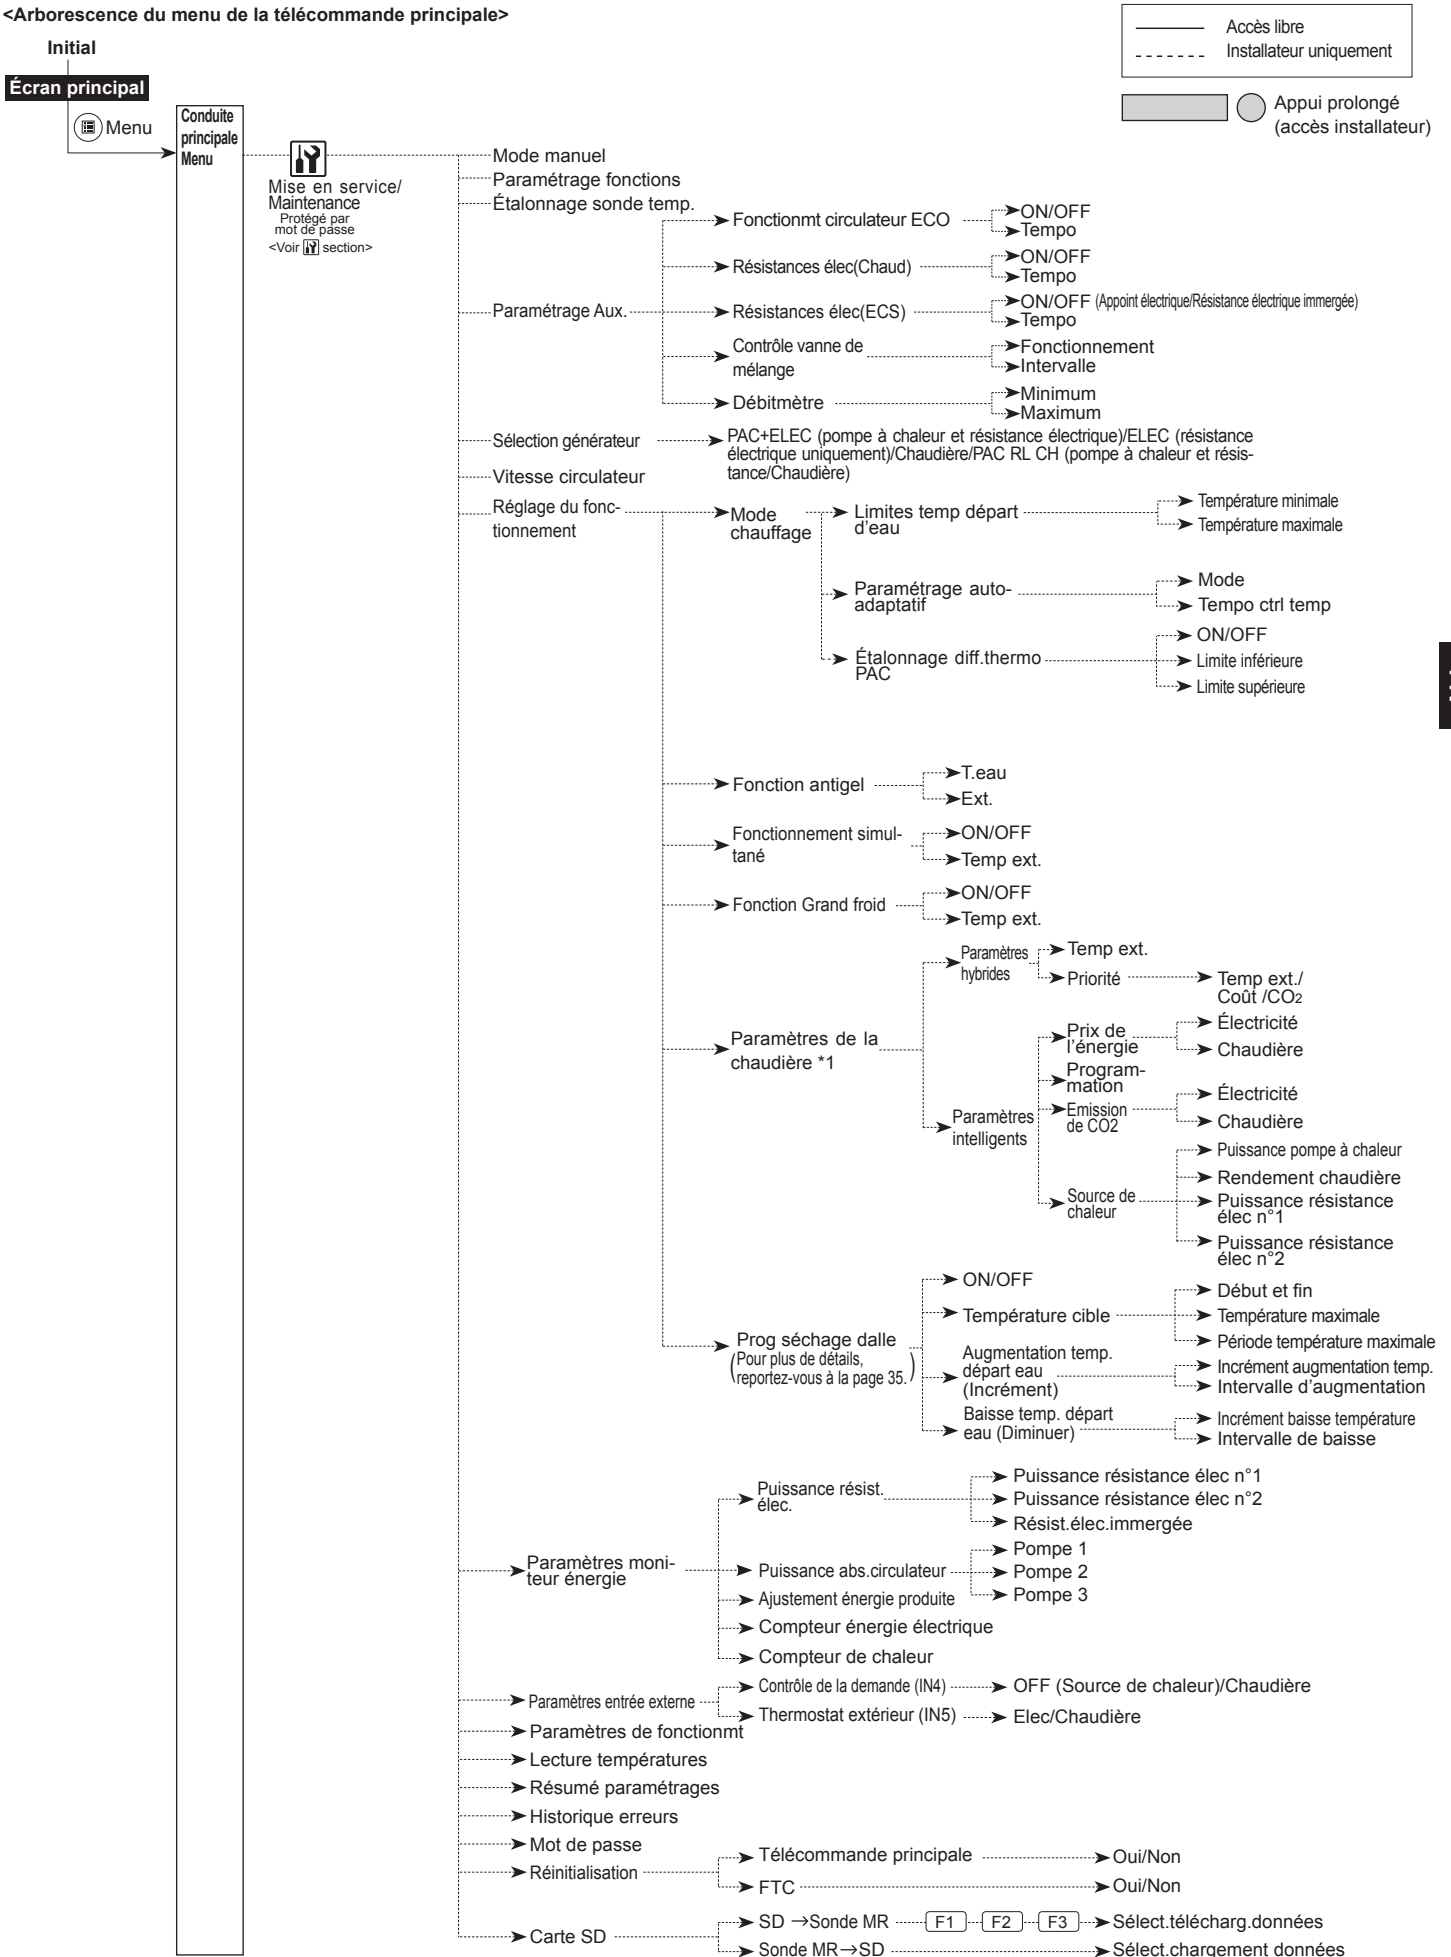 <Arborescence du menu de la télécommande principale>
Accès libre
Installateur uniquement
Appui prolongé
(accès installateur)
Initial
Écran principal
Menu
Conduite
principale
Menu
Mise en service/
Maintenance
Protégé par
mot de passe
<Voir section>
Mode manuel
Paramétrage fonctions
Étalonnage sonde temp.
Paramétrage Aux.
Fonctionmt circulateur ECO
ON/OFF
Tempo
Résistances élec(Chaud)
ON/OFF
Tempo
Résistances élec(ECS)
ON/OFF (Appoint électrique/Résistance électrique immergée)
Tempo
Contrôle vanne de
mélange
Fonctionnement
Intervalle
Débitmètre
Minimum
Maximum
Sélection générateur
PAC+ELEC (pompe à chaleur et résistance électrique)/ELEC (résistance
électrique uniquement)/Chaudière/PAC RL CH (pompe à chaleur et résis-
tance/Chaudière)
Vitesse circulateur
Réglage du fonc-
tionnement
Mode
chauffage
Limites temp départ
d'eau
Température minimale
Température maximale
Paramétrage auto-
adaptatif
Mode
Tempo ctrl temp
Étalonnage diff.thermo
PAC
ON/OFF
Limite inférieure
Limite supérieure
Fonction antigel
T.eau
Ext.
Fonctionnement simul-
tané
ON/OFF
Temp ext.
Fonction Grand froid
ON/OFF
Temp ext.
Paramètres de la
chaudière *1
Paramètres
hybrides
Temp ext.
Priorité
Temp ext./
Coût /CO2
Paramètres
intelligents
Prix de
l'énergie
Électricité
Chaudière
Program-
mation
Emission
de CO2
Électricité
Chaudière
Source de
chaleur
Puissance pompe à chaleur
Rendement chaudière
Puissance résistance
élec n°1
Puissance résistance
élec n°2
Prog séchage dalle
(Pour plus de détails,
reportez-vous à la page 35.)
ON/OFF
Température cible
Début et fin
Température maximale
Période température maximale
Augmentation temp.
départ eau
(Incrément)
Incrément augmentation temp.
Intervalle d'augmentation
Baisse temp. départ
eau (Diminuer)
Incrément baisse température
Intervalle de baisse
Paramètres moni-
teur énergie
Puissance résist.
élec.
Puissance résistance élec n°1
Puissance résistance élec n°2
Résist.élec.immergée
Puissance abs.circulateur
Pompe 1
Pompe 2
Pompe 3
Ajustement énergie produite
Compteur énergie électrique
Compteur de chaleur
Paramètres entrée externe
Contrôle de la demande (IN4)
OFF (Source de chaleur)/Chaudière
Thermostat extérieur (IN5)
Elec/Chaudière
Paramètres de fonctionmt
Lecture températures
Résumé paramétrages
Historique erreurs
Mot de passe
Réinitialisation
Télécommande principale
Oui/Non
FTC
Oui/Non
Carte SD
SD →Sonde MR
F1
F2
F3
Sélect.télécharg.données
Sonde MR→SD
Sélect.chargement données